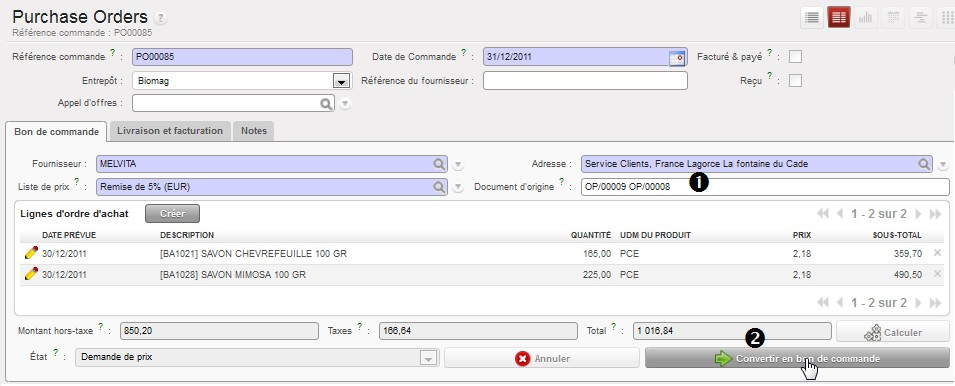 Purchase Orders ?
Référence commande : PO00085
Référence commande ? : PO00085 Date de Commande ? : 31/12/2011 Facturé & payé ? :
Entrepôt : Biomag Référence du fournisseur : Reçu ? :
Appel d'offres :
Bon de commande Livraison et facturation Notes
Fournisseur : MELVITA Adresse : Service Clients, France Lagorce La fontaine du Cade
Liste de prix ? : Remise de 5% (EUR) Document d'origine ? : OP/00009 OP/00008 1
Lignes d'ordre d'achat Créer 1 - 2 sur 2
DATE PRÉVUE DESCRIPTION QUANTITÉ UDM DU PRODUIT PRIX SOUS-TOTAL
30/12/2011 [BA1021] SAVON CHEVREFEUILLE 100 GR 165,00 PCE 2,18 359,70
30/12/2011 [BA1028] SAVON MIMOSA 100 GR 225,00 PCE 2,18 490,50
1 - 2 sur 2
Montant hors-taxe ? : 850,20 Taxes ? : 166,64 Total ? : 1 016,84 Calculer
2
État ? : Demande de prix Annuler Convertir en bon de commande